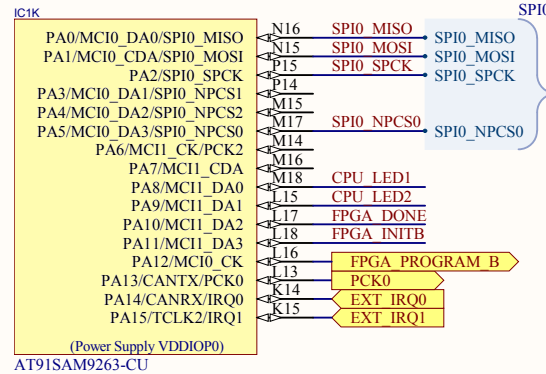 SPI0
IC1K
PA0/MCI0_DA0/SPI0_MISO N16 SPI0_MISO SPI0_MISO
PA1/MCI0_CDA/SPI0_MOSI N15 SPI0_MOSI SPI0_MOSI
PA2/SPI0_SPCK P15 SPI0_SPCK SPI0_SPCK
PA3/MCI0_DA1/SPI0_NPCS1 P14
PA4/MCI0_DA2/SPI0_NPCS2 M15
PA5/MCI0_DA3/SPI0_NPCS0 M17 SPI0_NPCS0 SPI0_NPCS0
PA6/MCI1_CK/PCK2 M14
PA7/MCI1_CDA M16
PA8/MCI1_DA0 M18 CPU_LED1
PA9/MCI1_DA1 L15 CPU_LED2
PA10/MCI1_DA2 L17 FPGA_DONE
PA11/MCI1_DA3 L18 FPGA_INITB
PA12/MCI0_CK L16 FPGA_PROGRAM_B
PA13/CANTX/PCK0 L13 PCK0
PA14/CANRX/IRQ0 K14 EXT_IRQ0
PA15/TCLK2/IRQ1 K15 EXT_IRQ1
(Power Supply VDDIOP0)
AT91SAM9263-CU